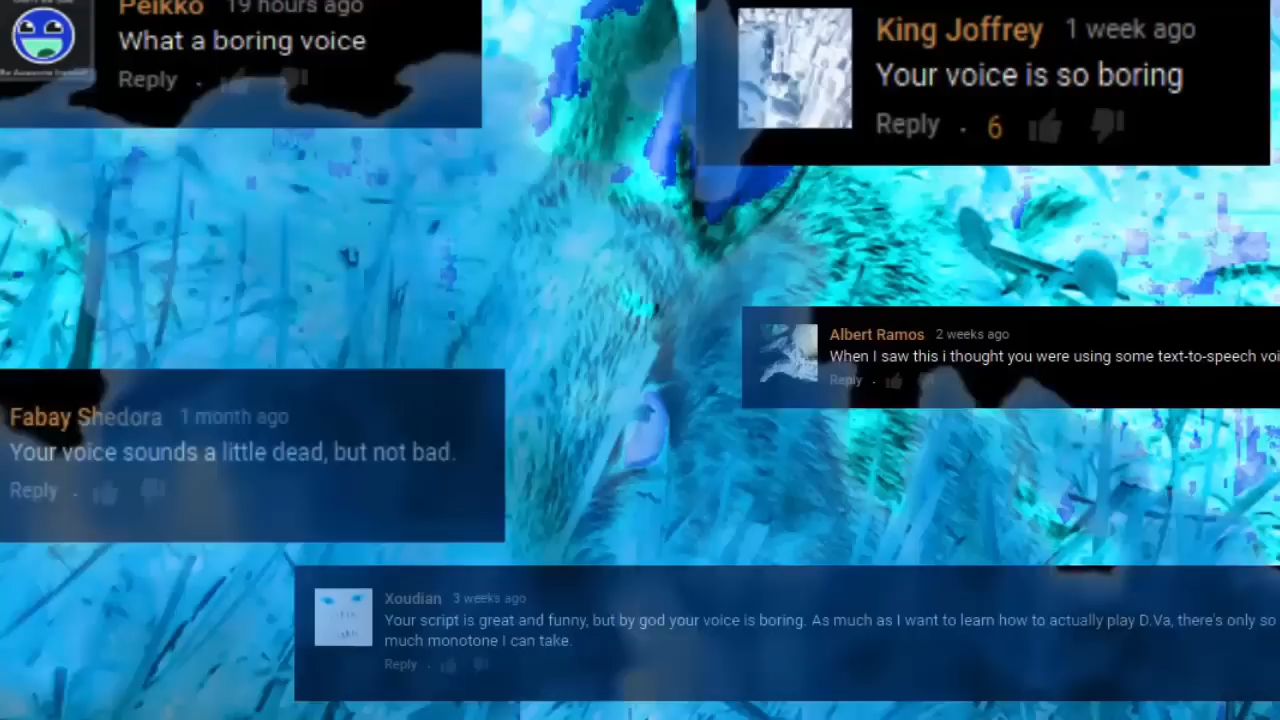 Peikko 19 hours ago
What a boring voice
Reply
King Joffrey 1 week ago
Your voice is so boring
Reply 6
Albert Ramos 2 weeks ago
When I saw this i thought you were using some text-to-speech voi
Reply
Fabay Shedora 1 month ago
Your voice sounds a little dead, but not bad.
Reply
Xoudian 3 weeks ago
Your script is great and funny, but by god your voice is boring. As much as I want to learn how to actually play D.Va, there's only so
much monotone I can take.
Reply